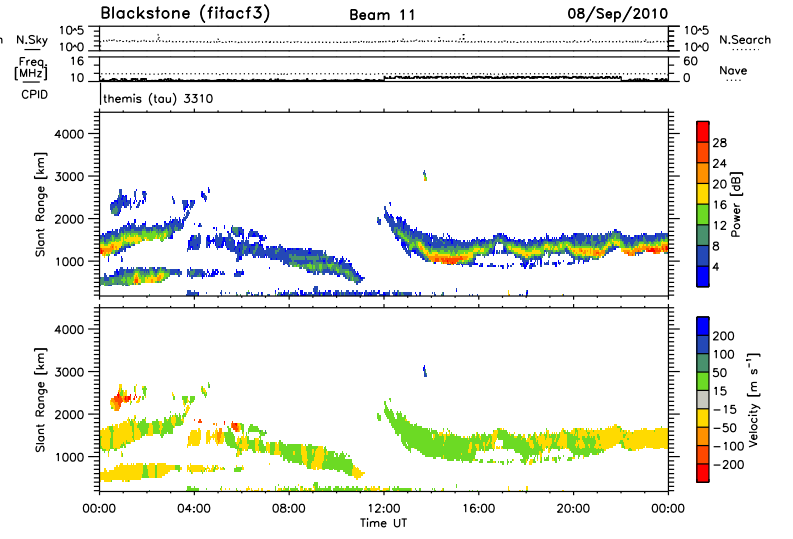 Blackstone (fitacf3) Beam 11 08/Sep/2010
n N.Sky 10^5 10^0 10^5 10^0 N.Search
Freq. [MHz] 16 10 60 0 Nave
CPID themis (tau) 3310
Slant Range [km] 4000 3000 2000 1000
28 24 20 16 12 8 4 Power [dB]
Slant Range [km] 4000 3000 2000 1000
200 100 50 15 −15 −50 −100 −200 Velocity [m s⁻¹]
00:00 04:00 08:00 12:00 16:00 20:00 00:00
Time UT